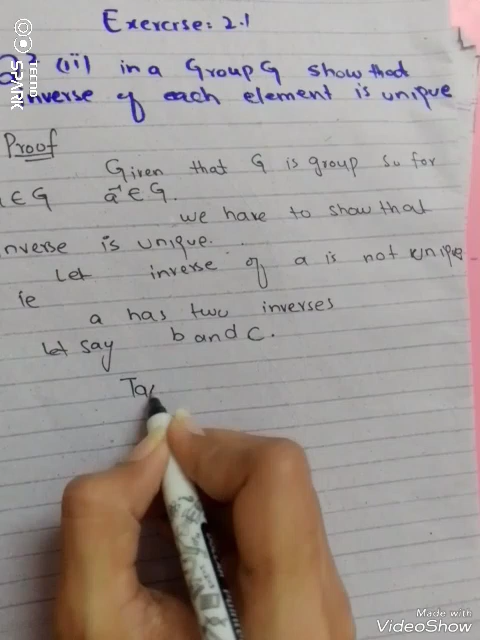 Exercise: 2.1
(ii) in a Group G show that
inverse of each element is unique
Proof
Given that G is group so for
a ∈ G a⁻¹ ∈ G.
we have to show that
inverse is unique.
Let inverse of a is not unique
ie
a has two inverses
let say b and c.
Ta
SPARK
TECNO
Made with
VideoShow